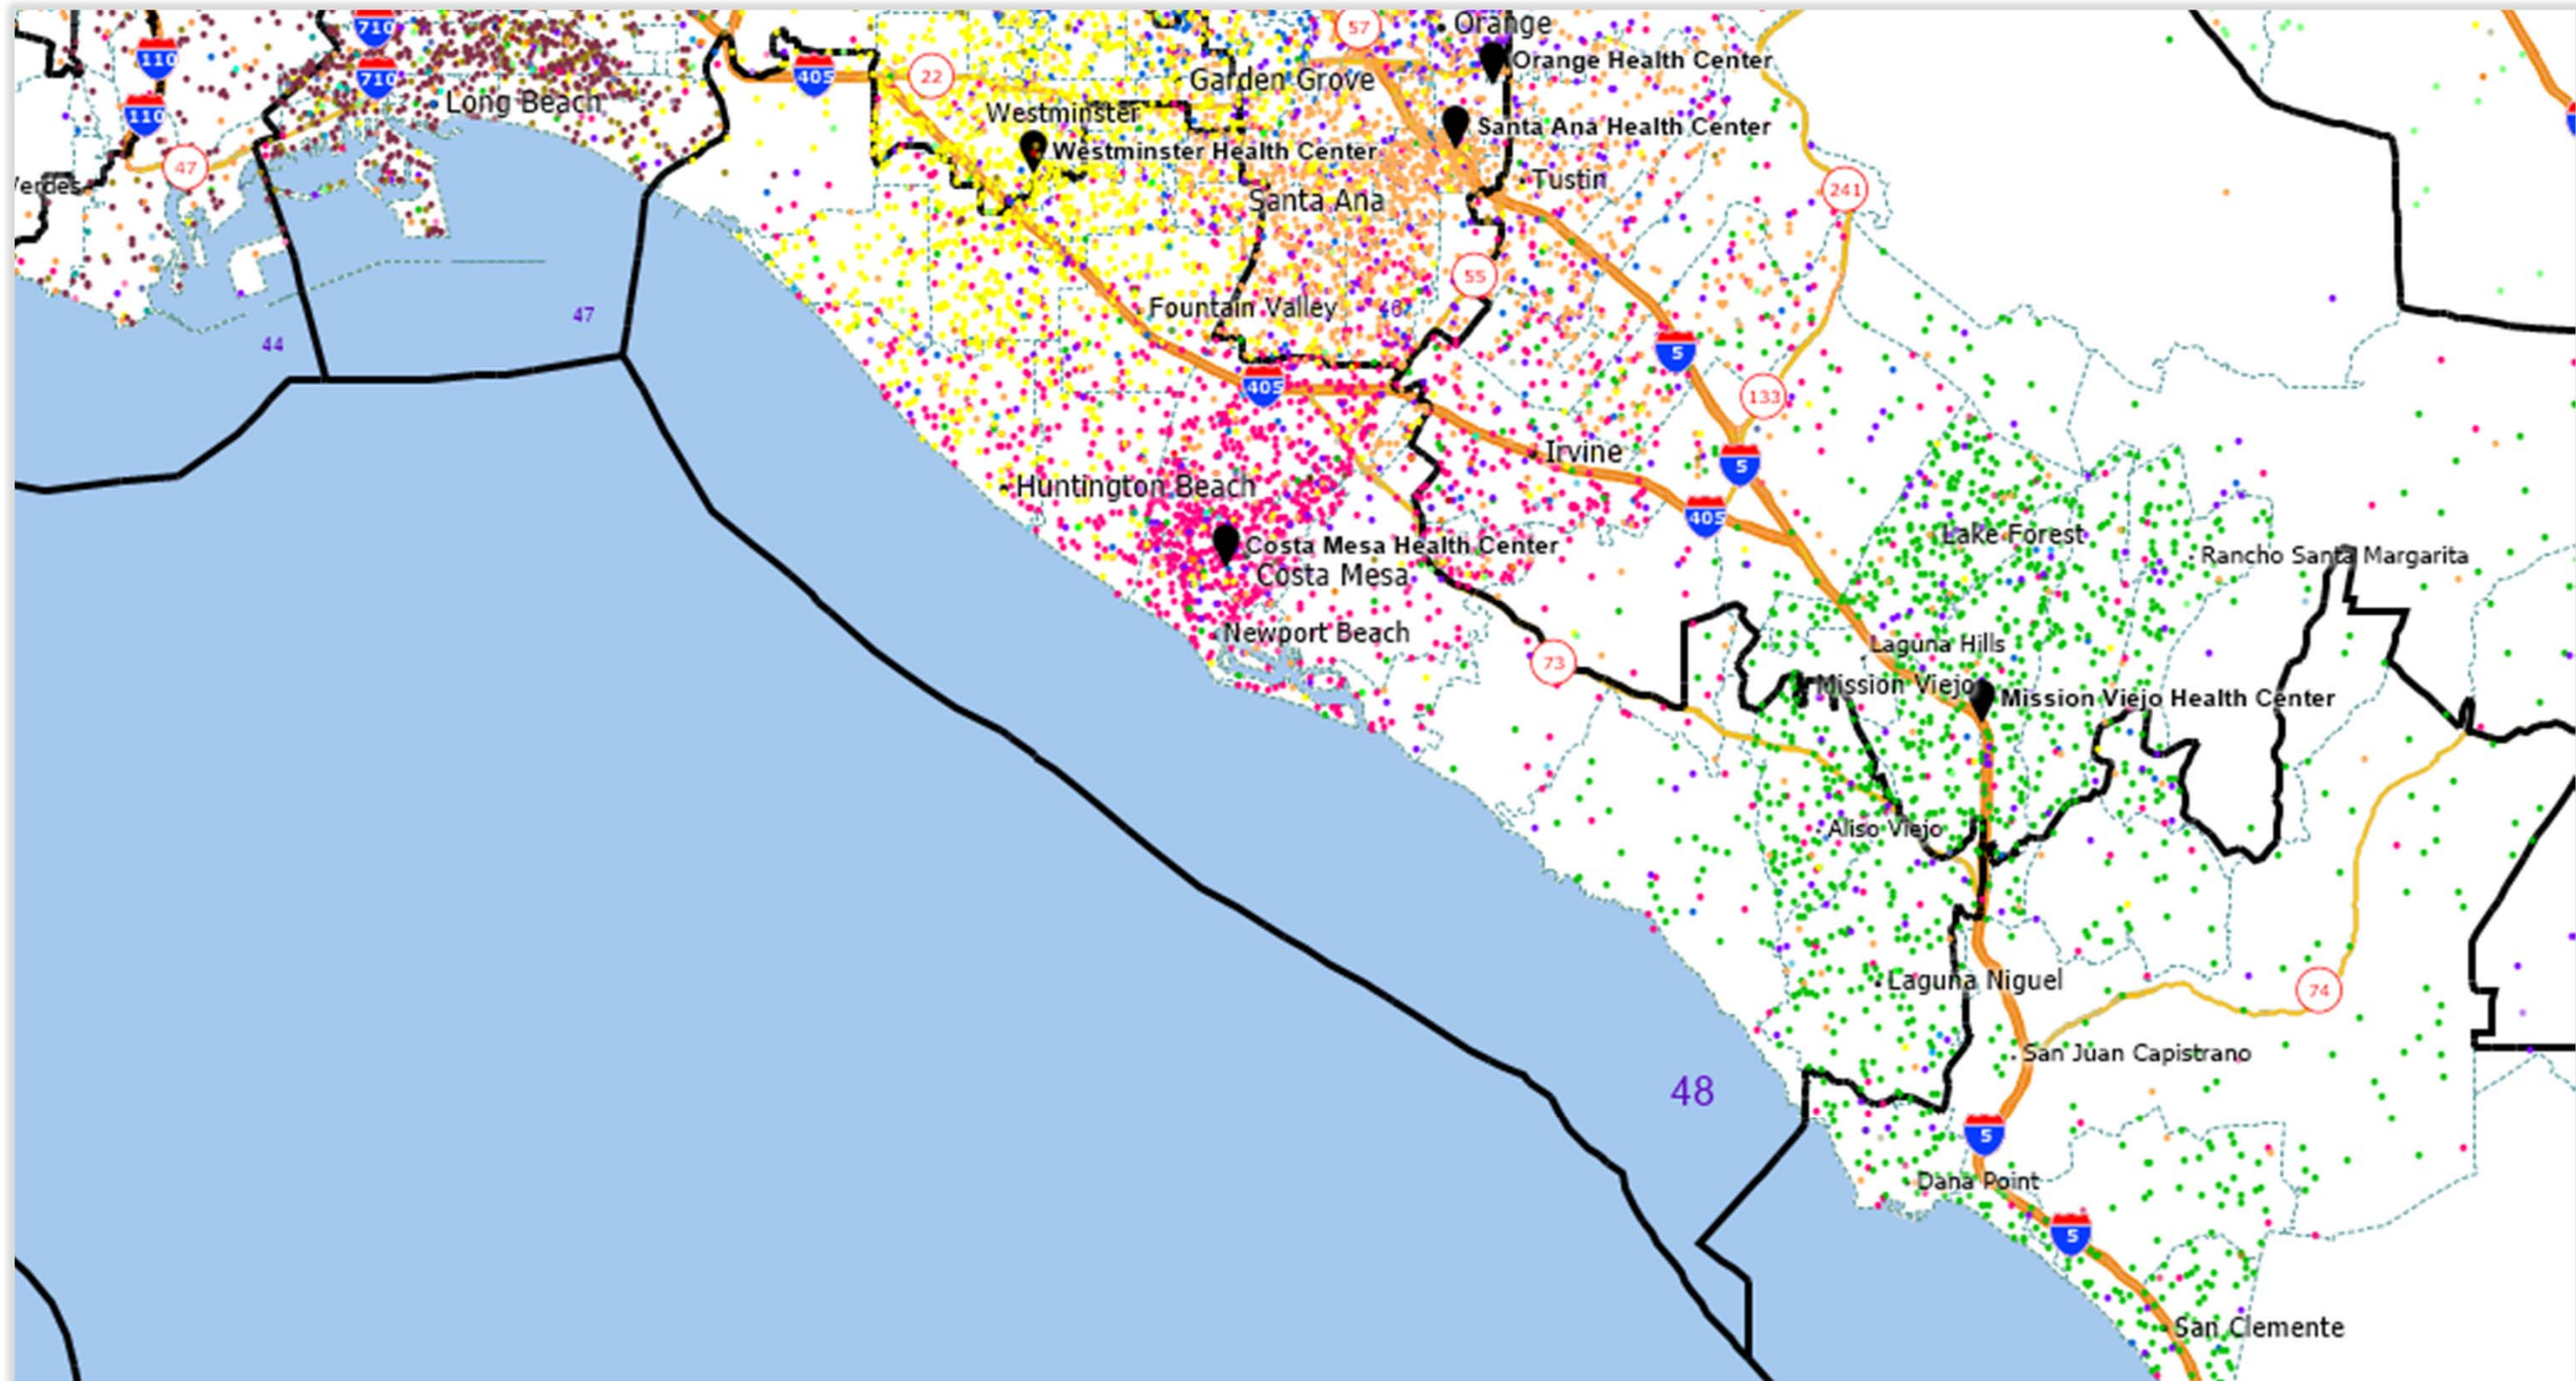 710
57
Orange
110
Orange Health Center
710
405
22
Garden Grove
Long Beach
Westminster
110
Santa Ana Health Center
Westminster Health Center
47
Verdes
Tustin
241
Santa Ana
55
Fountain Valley
46
47
44
5
405
133
Irvine
5
Huntington Beach
405
Lake Forest
Costa Mesa Health Center
Rancho Santa Margarita
Costa Mesa
Newport Beach
Laguna Hills
73
Mission Viejo
Mission Viejo Health Center
Aliso Viejo
Laguna Niguel
74
San Juan Capistrano
48
5
Dana Point
5
San Clemente